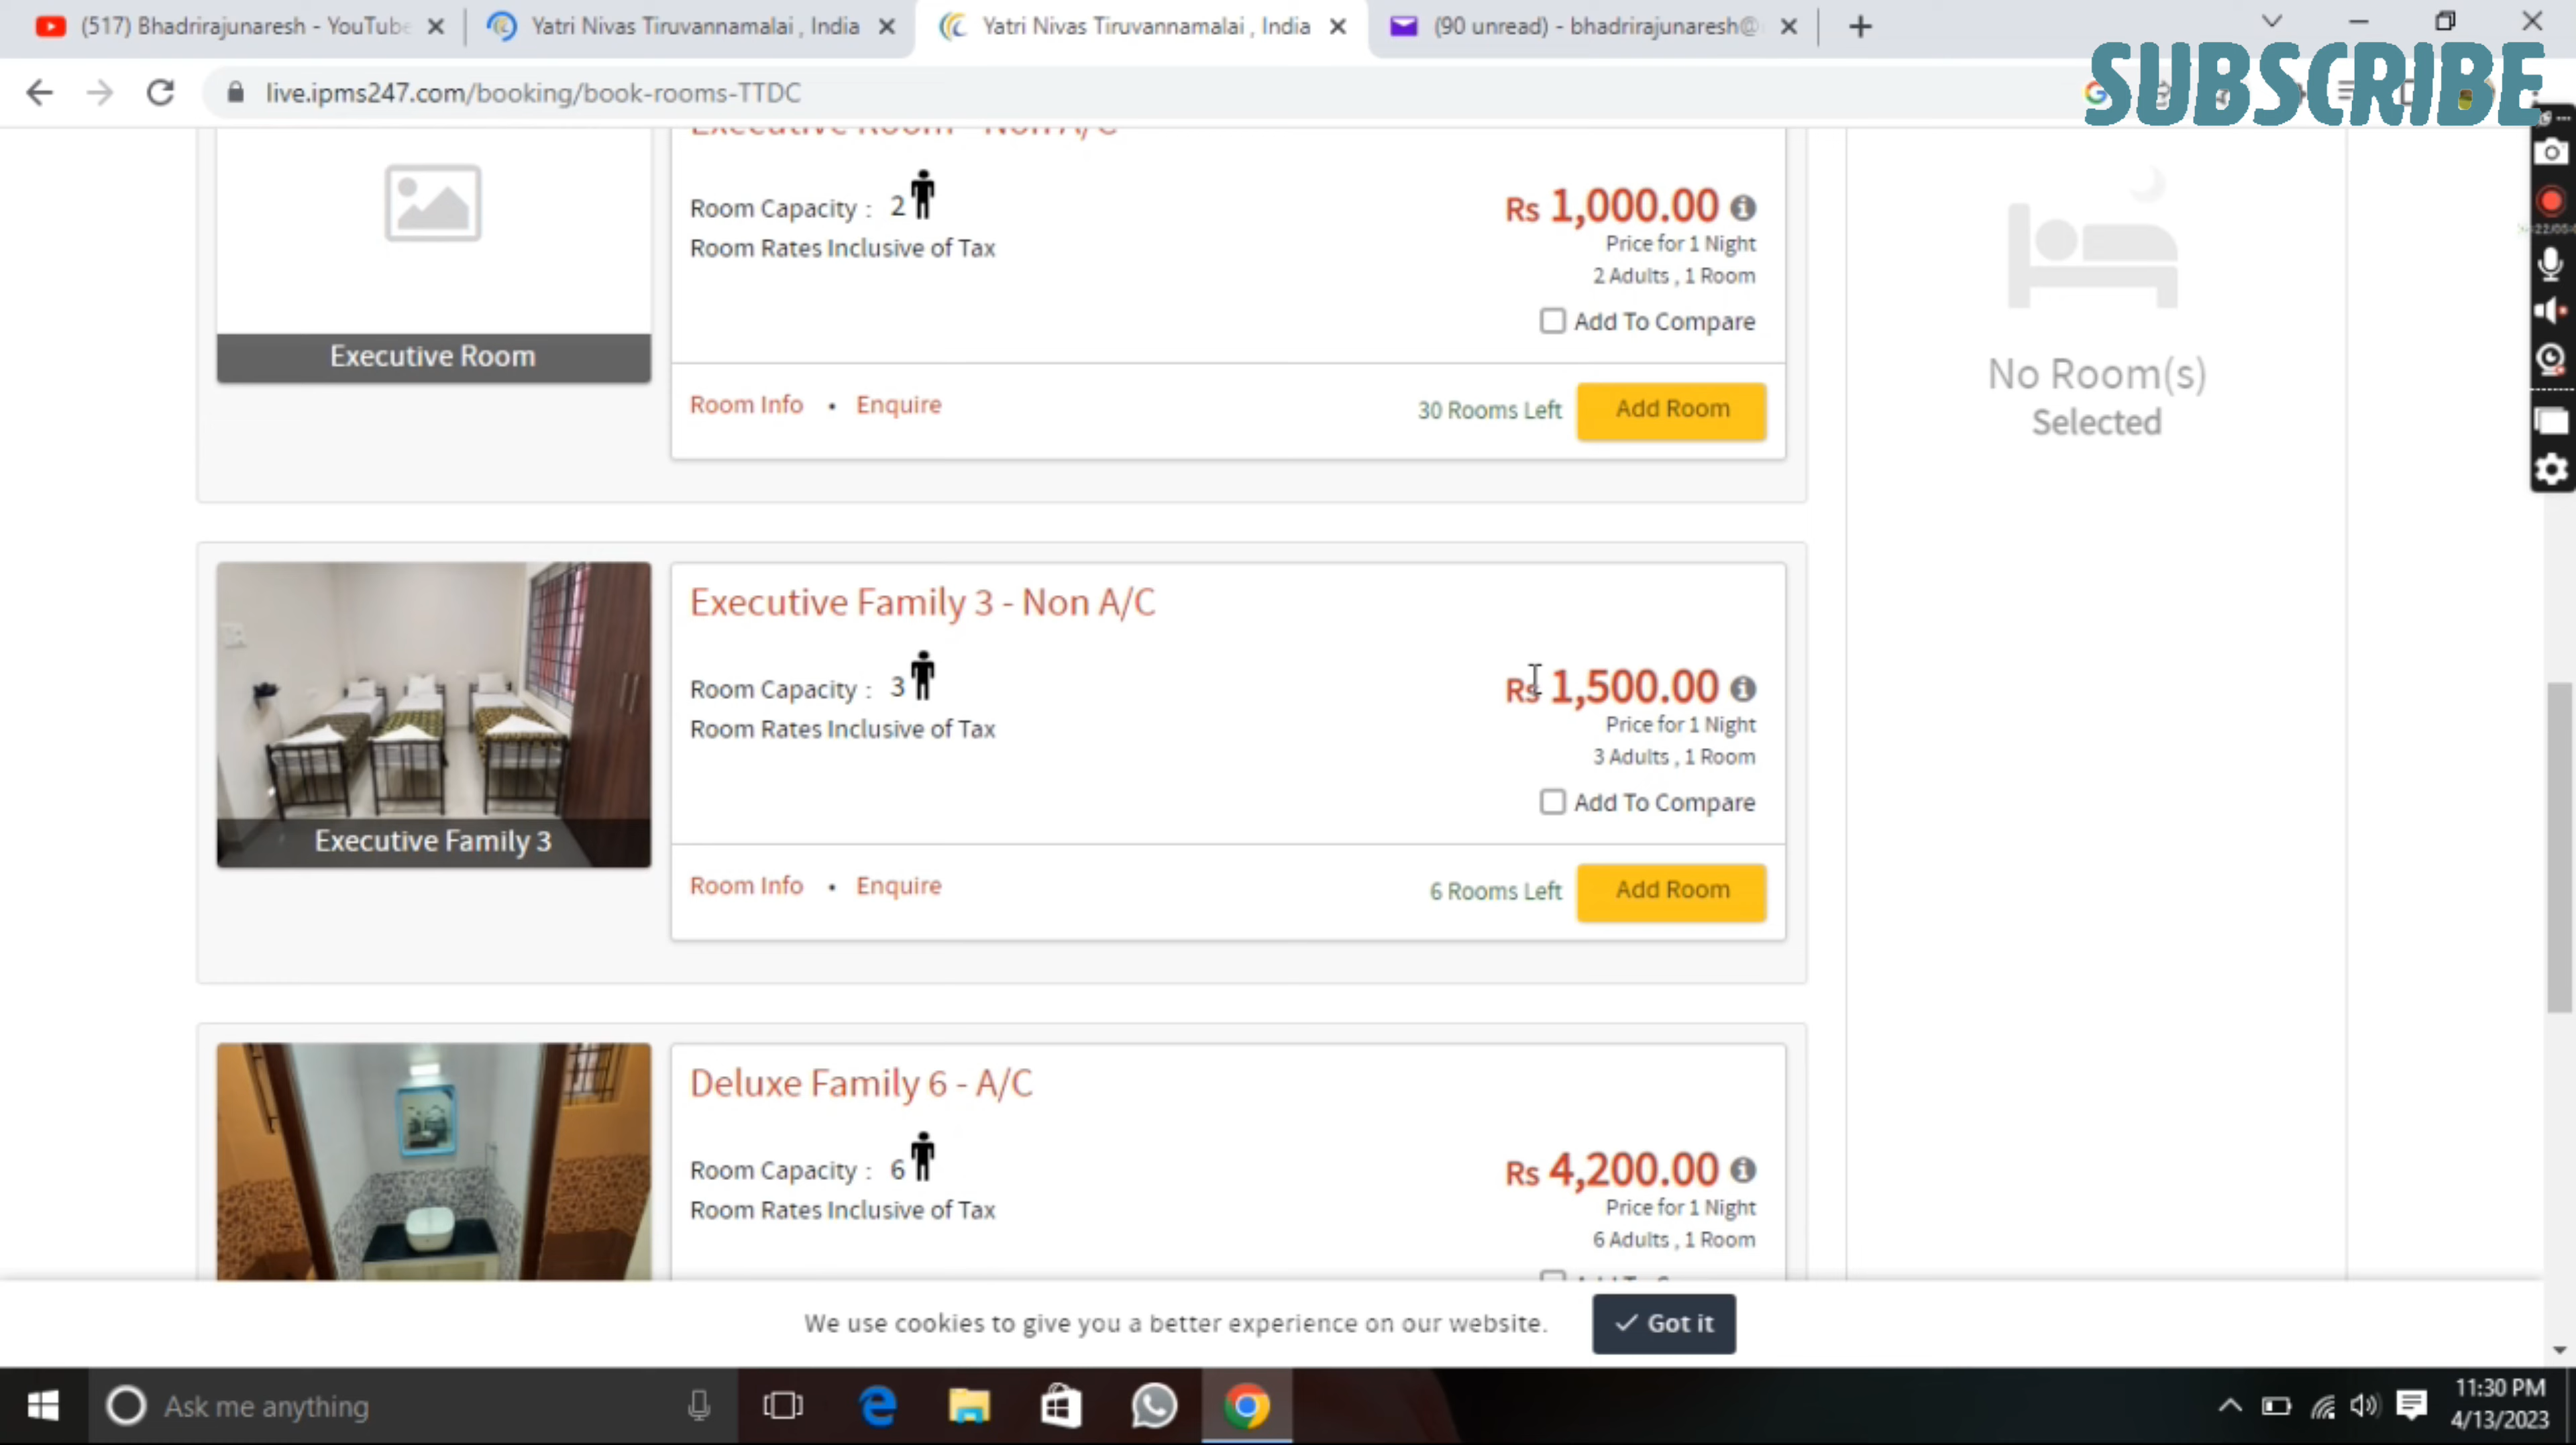 (517) Bhadrirajunaresh - YouTube
Yatri Nivas Tiruvannamalai , India
Yatri Nivas Tiruvannamalai , India
(90 unread) - bhadrirajunaresh@
live.ipms247.com/booking/book-rooms-TTDC
SUBSCRIBE
Executive Room - Non A/C
Room Capacity : 2
Room Rates Inclusive of Tax
Rs 1,000.00
Price for 1 Night
2 Adults , 1 Room
Add To Compare
Executive Room
Room Info • Enquire
30 Rooms Left
Add Room
No Room(s)
Selected
Executive Family 3 - Non A/C
Room Capacity : 3
Room Rates Inclusive of Tax
Rs 1,500.00
Price for 1 Night
3 Adults , 1 Room
Add To Compare
Executive Family 3
Room Info • Enquire
6 Rooms Left
Add Room
Deluxe Family 6 - A/C
Room Capacity : 6
Room Rates Inclusive of Tax
Rs 4,200.00
Price for 1 Night
6 Adults , 1 Room
We use cookies to give you a better experience on our website.
Got it
Ask me anything
11:30 PM
4/13/2023